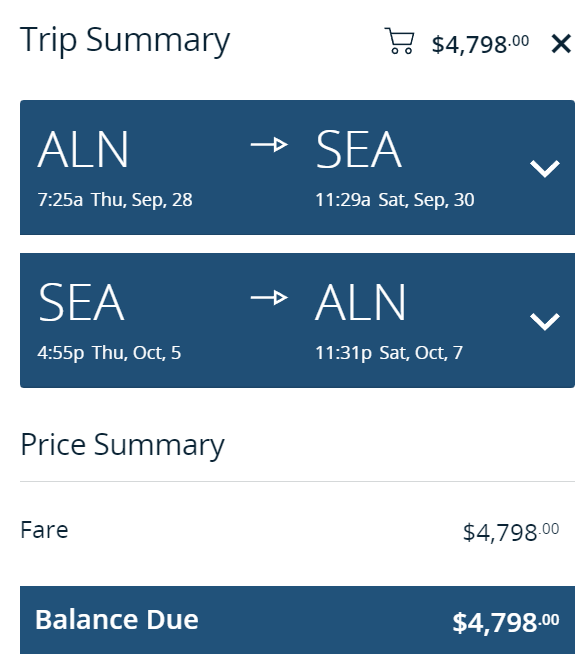 Trip Summary $4,798.00
ALN SEA
7:25a Thu, Sep, 28 11:29a Sat, Sep, 30
SEA ALN
4:55p Thu, Oct, 5 11:31p Sat, Oct, 7
Price Summary
Fare $4,798.00
Balance Due $4,798.00